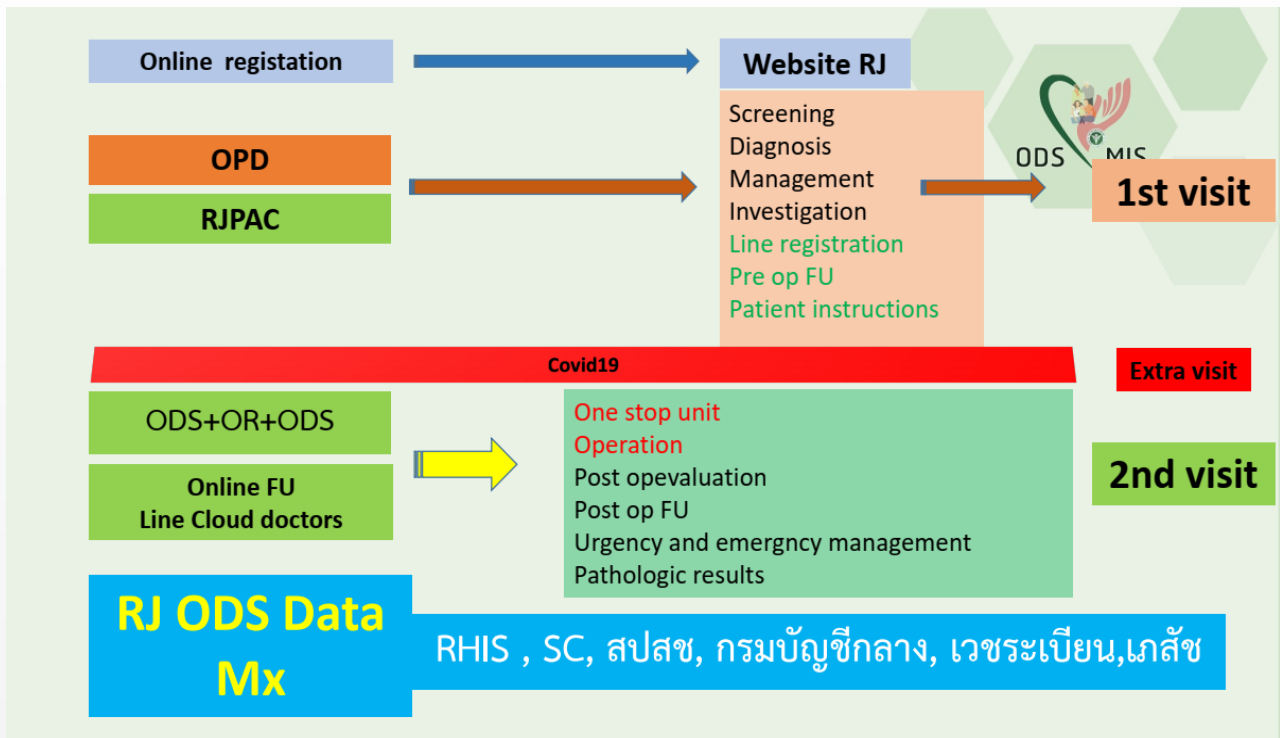 Online registation
Website RJ
OPD
RJPAC
Screening
Diagnosis
Management
Investigation
Line registration
Pre op FU
Patient instructions
ODS MIS
1st visit
Covid19
Extra visit
ODS+OR+ODS
Online FU
Line Cloud doctors
One stop unit
Operation
Post opevaluation
Post op FU
Urgency and emergncy management
Pathologic results
2nd visit
RJ ODS Data
Mx
RHIS , SC, สปสช, กรมบัญชีกลาง, เวชระเบียน,เภสัช